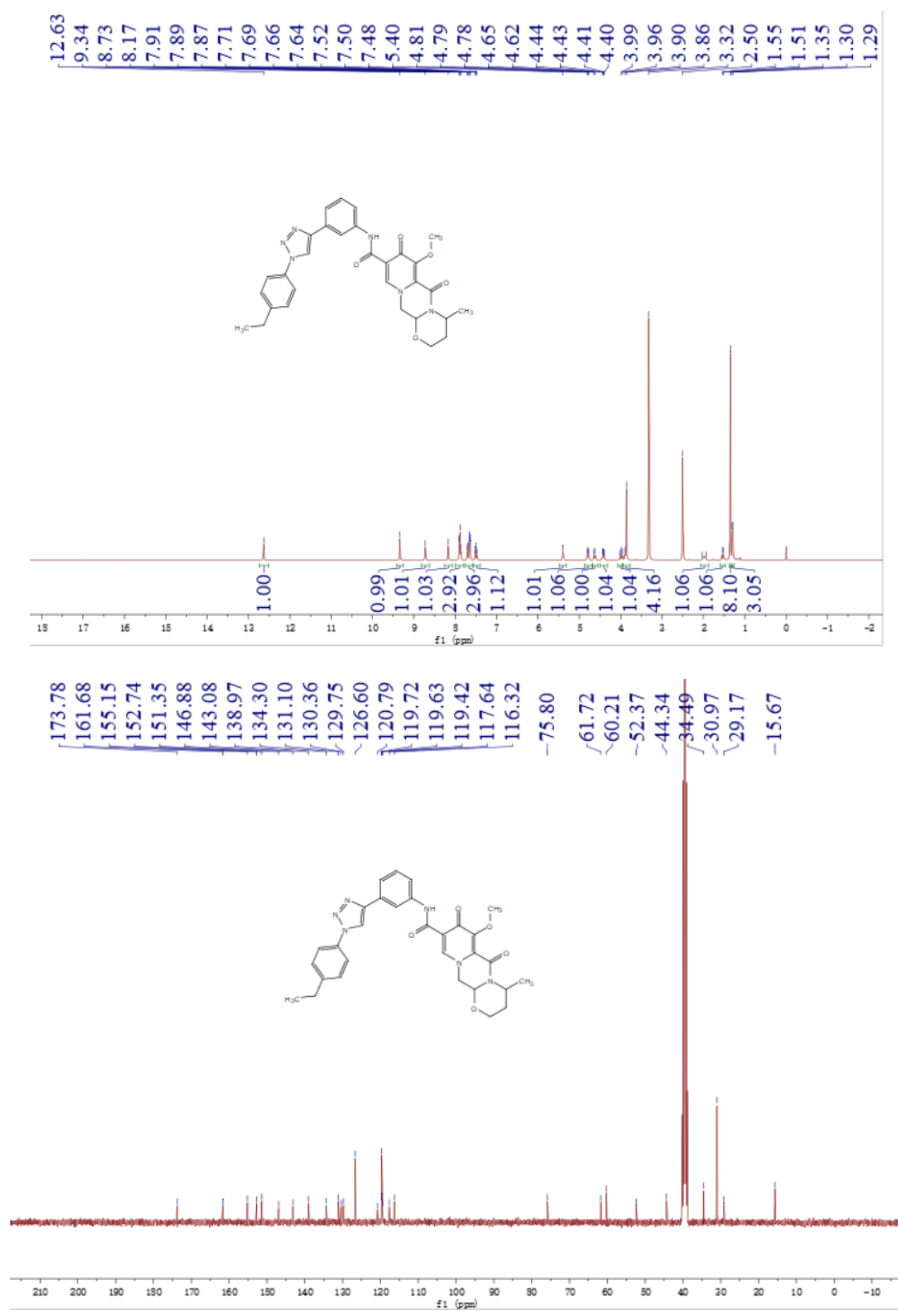 12.63
9.34
8.73
8.17
7.91
7.89
7.87
7.71
7.69
7.66
7.64
7.52
7.50
7.48
5.40
4.81
4.79
4.78
4.65
4.62
4.44
4.43
4.41
4.40
3.99
3.96
3.90
3.86
3.32
2.50
1.55
1.51
1.35
1.30
1.29
N
N
N
NH
O
O
O
CH₃
N
O
N
CH₃
O
H₃C
1.00
0.99
1.01
1.03
2.92
2.96
1.12
1.01
1.06
1.00
1.04
1.04
4.16
1.06
1.06
8.10
3.05
18 17 16 15 14 13 12 11 10 9 8 7 6 5 4 3 2 1 0 -1 -2
f1 (ppm)
173.78
161.68
155.15
152.74
151.35
146.88
143.08
138.97
134.30
131.10
130.36
129.75
126.60
120.79
119.72
119.63
119.42
117.64
116.32
75.80
61.72
60.21
52.37
44.34
34.49
30.97
29.17
15.67
N
N
N
NH
O
O
O
CH₃
N
O
N
CH₃
O
H₃C
210 200 190 180 170 160 150 140 130 120 110 100 90 80 70 60 50 40 30 20 10 0 -10
f1 (ppm)